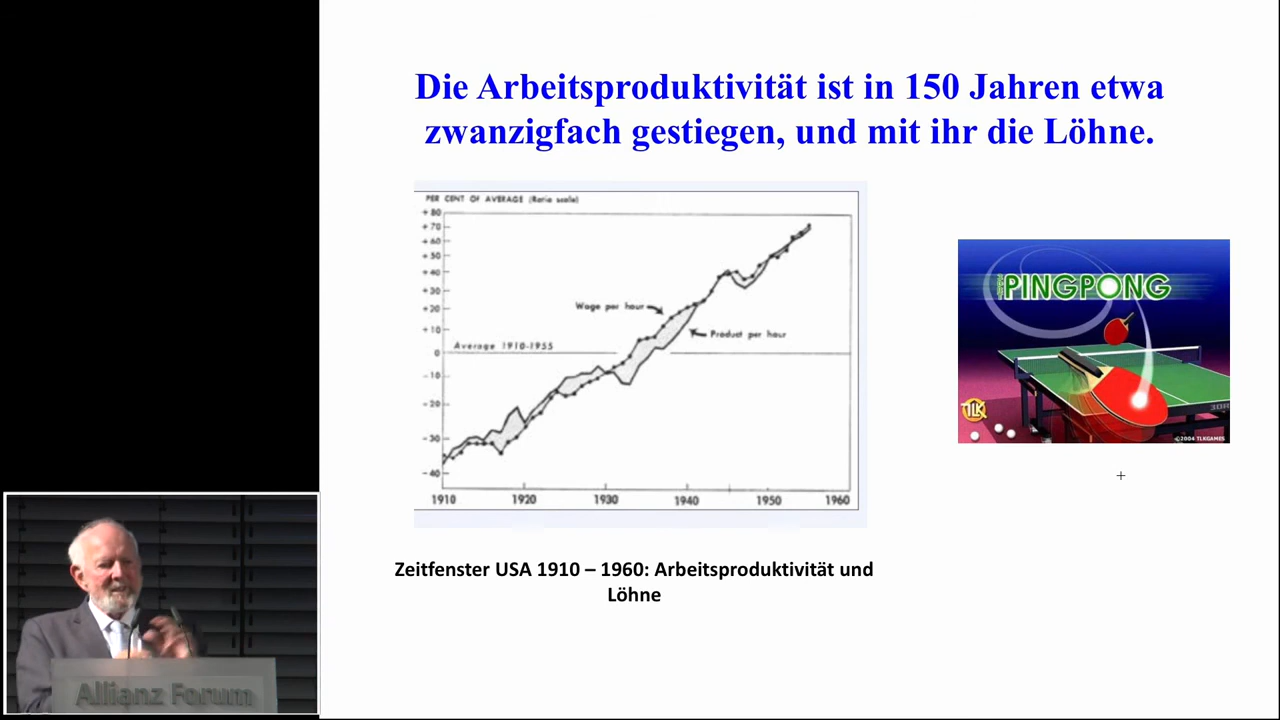 Die Arbeitsproduktivität ist in 150 Jahren etwa
zwanzigfach gestiegen, und mit ihr die Löhne.
PER CENT OF AVERAGE (Ratio scale)
+80
+70
+60
+50
+40
+30
+20
+10
0
-10
-20
-30
-40
Wage per hour
Product per hour
Average 1910-1955
1910 1920 1930 1940 1950 1960
PINGPONG
TLK
©2004 TLKGAMES
Zeitfenster USA 1910 – 1960: Arbeitsproduktivität und
Löhne
Allianz Forum